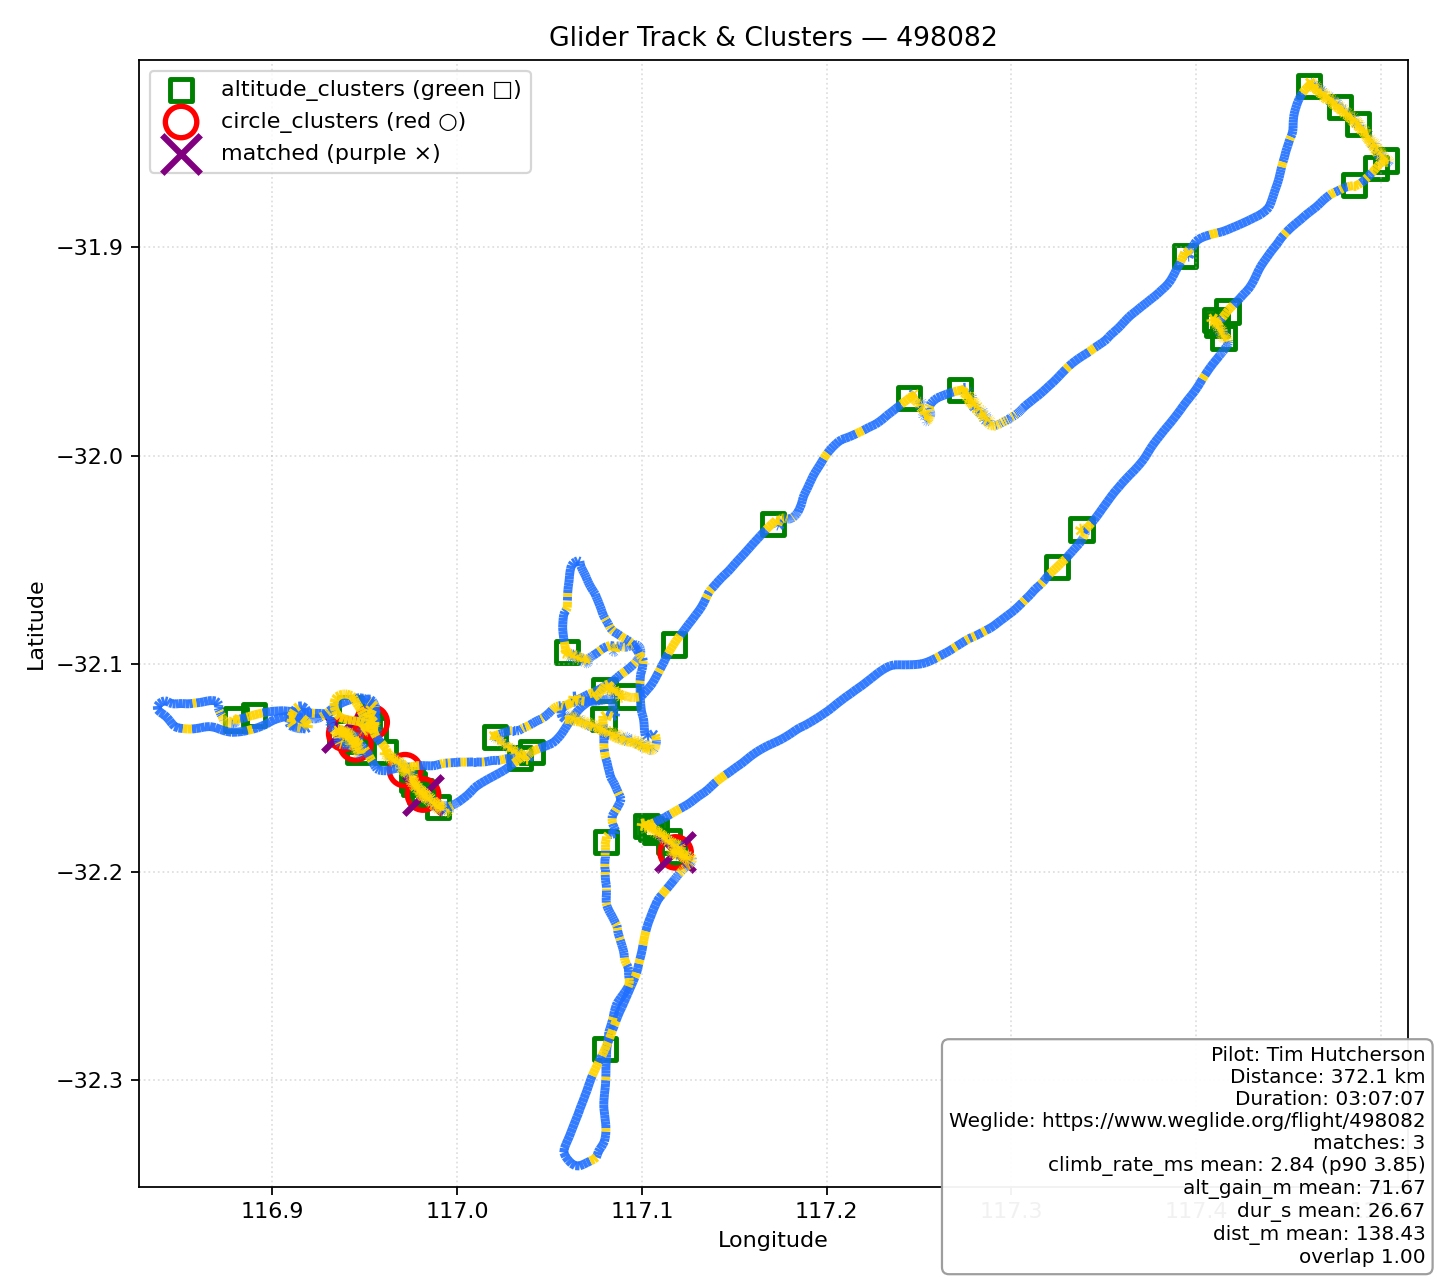 Glider Track & Clusters — 498082
altitude_clusters (green □)
circle_clusters (red ○)
matched (purple ×)
Latitude
−31.9
−32.0
−32.1
−32.2
−32.3
116.9
117.0
117.1
117.2
117.3
117.4
Longitude
Pilot: Tim Hutcherson
Distance: 372.1 km
Duration: 03:07:07
Weglide: https://www.weglide.org/flight/498082
matches: 3
climb_rate_ms mean: 2.84 (p90 3.85)
alt_gain_m mean: 71.67
dur_s mean: 26.67
dist_m mean: 138.43
overlap 1.00